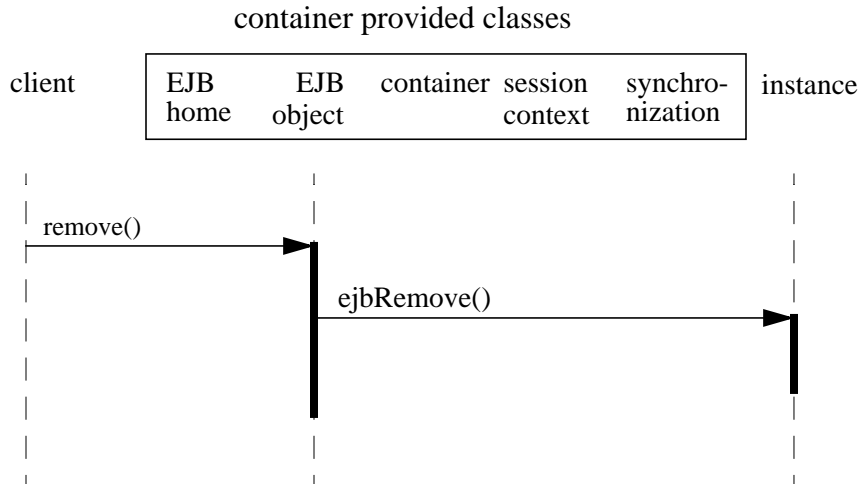 container provided classes
client
EJB
home
EJB
object
container
session
context
synchro-
nization
instance
remove()
ejbRemove()